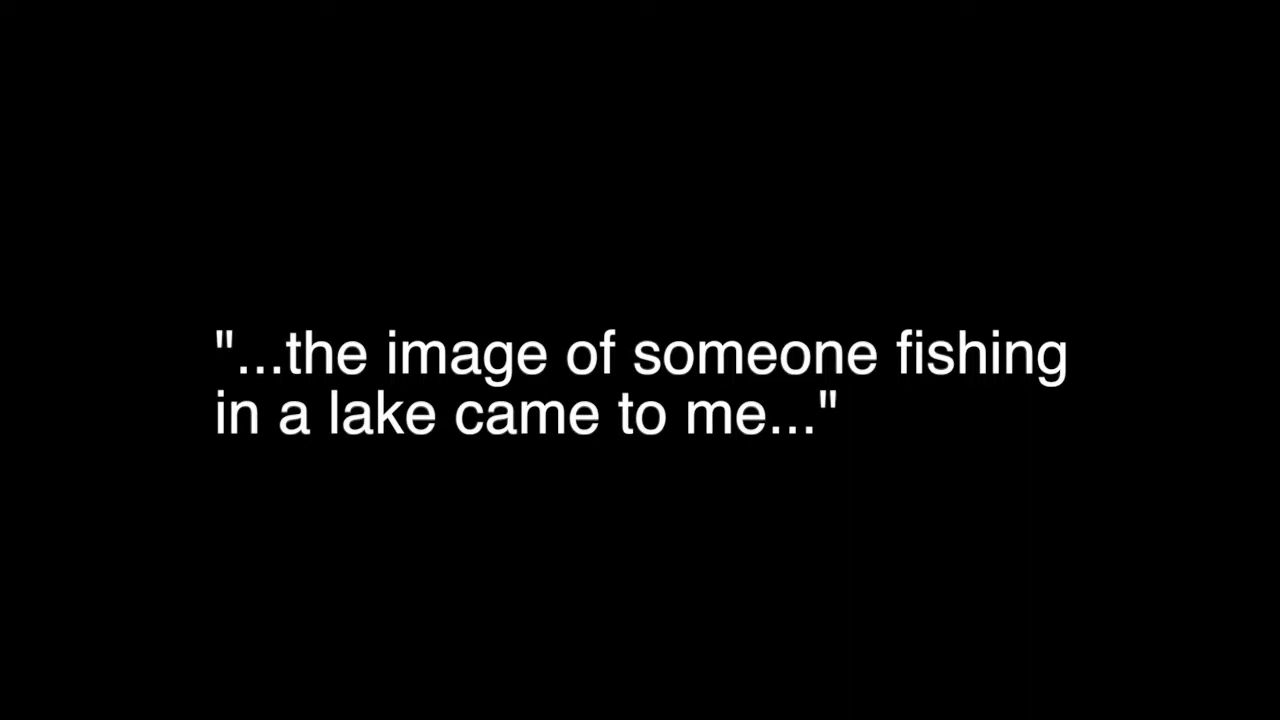 "...the image of someone fishing
in a lake came to me..."